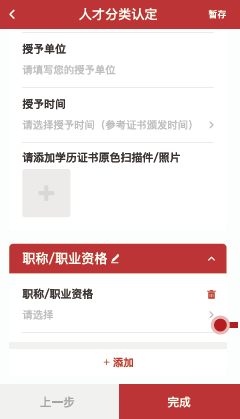 人才分类认定 暂存
授予单位
请填写您的授予单位
授予时间
请选择授予时间（参考证书颁发时间）
请添加学历证书原色扫描件/照片
职称/职业资格
职称/职业资格
请选择
+ 添加
上一步 完成